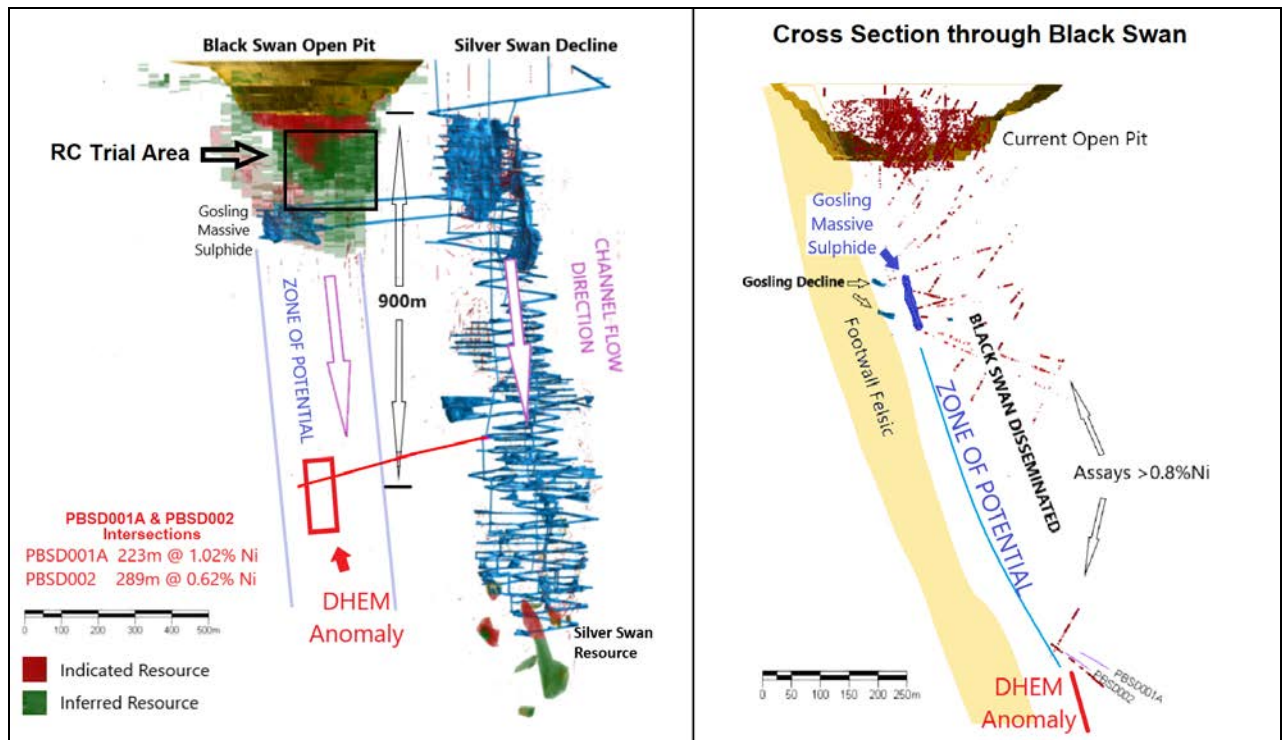 Black Swan Open Pit
Silver Swan Decline
RC Trial Area
Gosling
Massive
Sulphide
ZONE OF POTENTIAL
900m
CHANNEL FLOW
DIRECTION
PBSD001A & PBSD002
Intersections
PBSD001A 223m @ 1.02% Ni
PBSD002 289m @ 0.62% Ni
DHEM
Anomaly
0 100 200 300 400 500m
Silver Swan
Resource
Indicated Resource
Inferred Resource
Cross Section through Black Swan
Current Open Pit
Gosling
Massive
Sulphide
Gosling Decline
Footwall Felsic
ZONE OF POTENTIAL
BLACK SWAN DISSEMINATED
Assays >0.8%Ni
PBSD001A
PBSD002
0 50 100 150 200 250m
DHEM
Anomaly